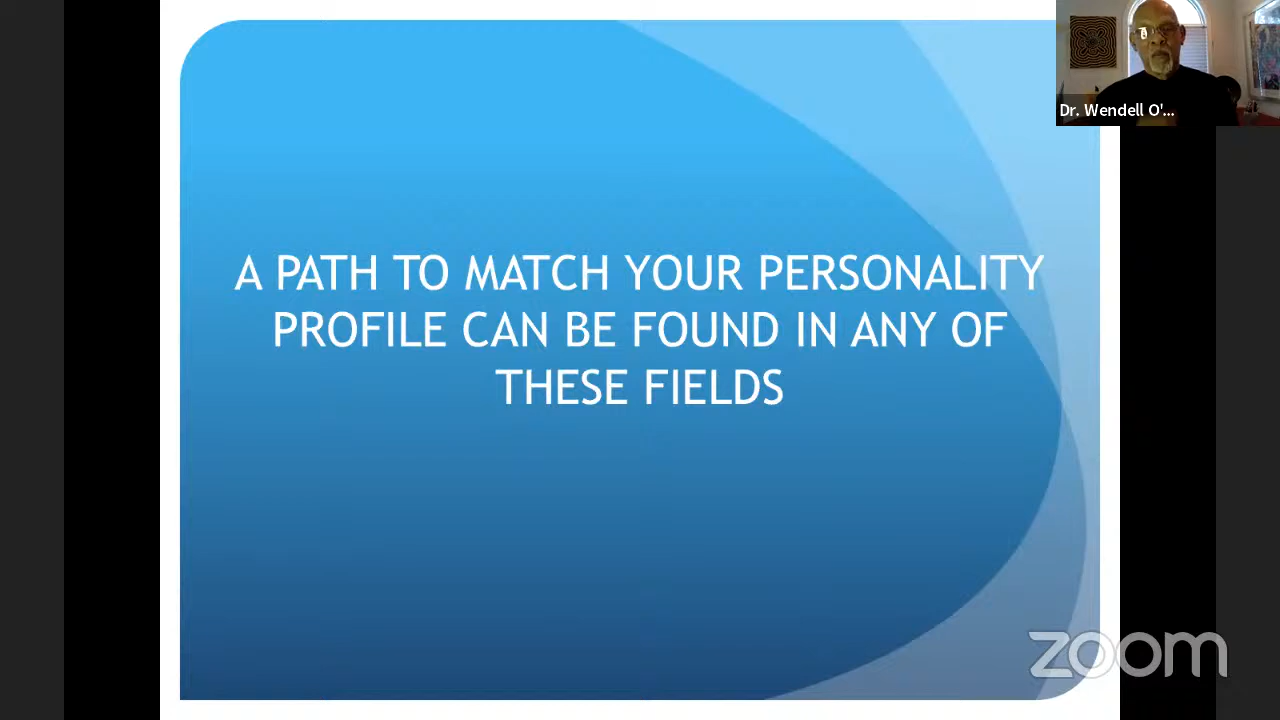 Dr. Wendell O'...
A PATH TO MATCH YOUR PERSONALITY
PROFILE CAN BE FOUND IN ANY OF
THESE FIELDS
zoom